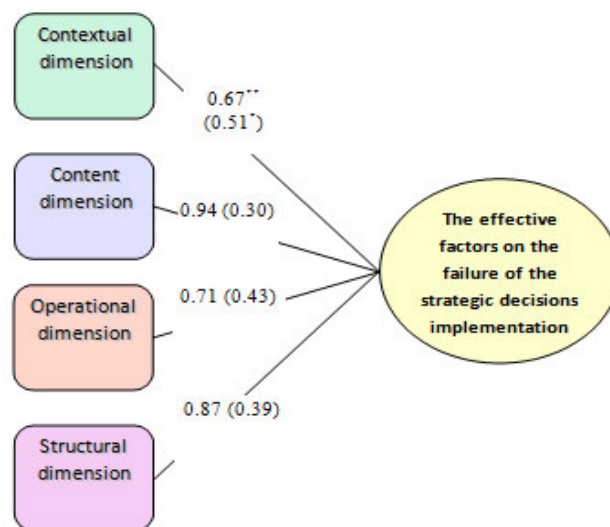 Contextual
dimension
0.67**
(0.51*)
Content
dimension
0.94 (0.30)
The effective
factors on the
failure of the
strategic decisions
implementation
Operational
dimension
0.71 (0.43)
0.87 (0.39)
Structural
dimension